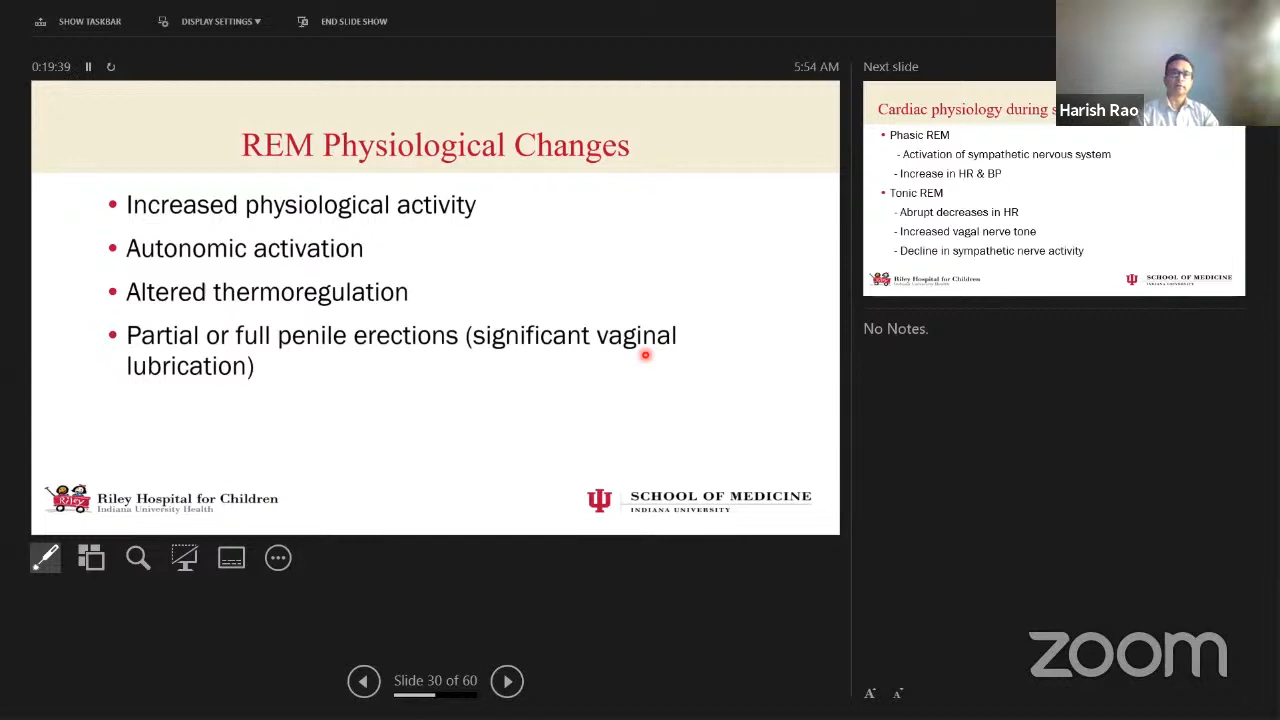 SHOW TASKBAR
DISPLAY SETTINGS ▾
END SLIDE SHOW
0:19:39
5:54 AM
REM Physiological Changes
• Increased physiological activity
• Autonomic activation
• Altered thermoregulation
• Partial or full penile erections (significant vaginal
lubrication)
Riley
Riley Hospital for Children
Indiana University Health
SCHOOL OF MEDICINE
INDIANA UNIVERSITY
Slide 30 of 60
Next slide
Harish Rao
Cardiac physiology during
• Phasic REM
- Activation of sympathetic nervous system
- Increase in HR & BP
• Tonic REM
- Abrupt decreases in HR
- Increased vagal nerve tone
- Decline in sympathetic nerve activity
Riley Hospital for Children
Indiana University Health
SCHOOL OF MEDICINE
INDIANA UNIVERSITY
No Notes.
zoom
A A